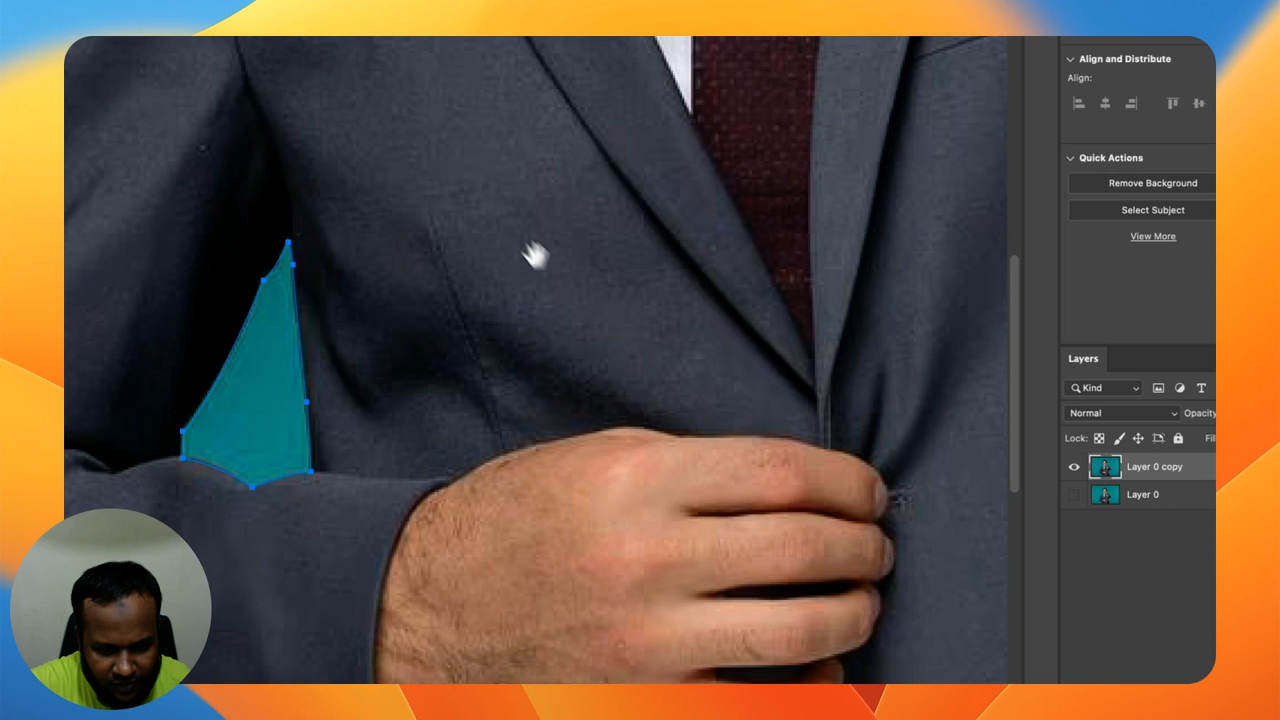 Align and Distribute
Align:
Quick Actions
Remove Background
Select Subject
View More
Layers
Kind
Normal Opacity
Lock: Fil
Layer 0 copy
Layer 0